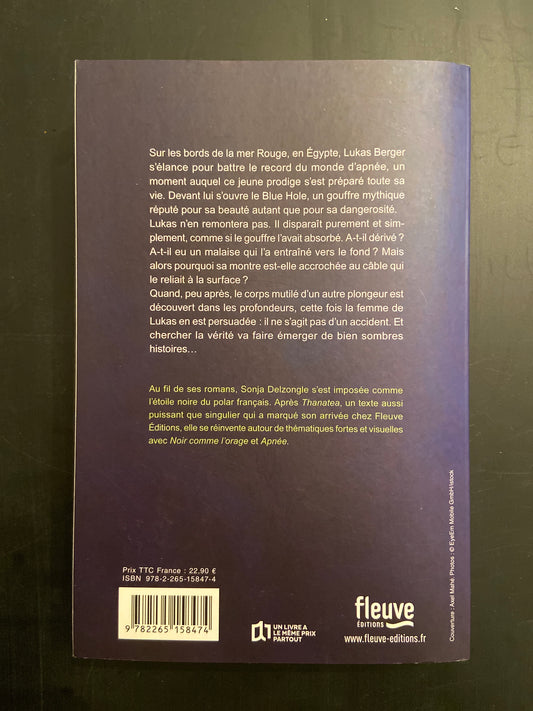 Sur les bords de la mer Rouge, en Égypte, Lukas Berger
s'élance pour battre le record du monde d'apnée, un
moment auquel ce jeune prodige s'est préparé toute sa
vie. Devant lui s'ouvre le Blue Hole, un gouffre mythique
réputé pour sa beauté autant que pour sa dangerosité.
Lukas n'en remontera pas. Il disparaît purement et sim-
plement, comme si le gouffre l'avait absorbé. A-t-il dérivé ?
A-t-il eu un malaise qui l'a entraîné vers le fond ? Mais
alors pourquoi sa montre est-elle accrochée au câble qui
le reliait à la surface ?
Quand, peu après, le corps mutilé d'un autre plongeur est
découvert dans les profondeurs, cette fois la femme de
Lukas en est persuadée : il ne s'agit pas d'un accident. Et
chercher la vérité va faire émerger de bien sombres
histoires…
Au fil de ses romans, Sonja Delzongle s'est imposée comme
l'étoile noire du polar français. Après Thanatea, un texte aussi
puissant que singulier qui a marqué son arrivée chez Fleuve
Éditions, elle se réinvente autour de thématiques fortes et visuelles
avec Noir comme l'orage et Apnée.
Prix TTC France : 22,90 €
ISBN 978-2-265-15847-4
9 782265 158474
UN LIVRE A
LE MÊME PRIX
PARTOUT
fleuve
ÉDITIONS
www.fleuve-editions.fr
Couverture : Axel Mahé. Photos : © EyeEm Mobile GmbH/istock